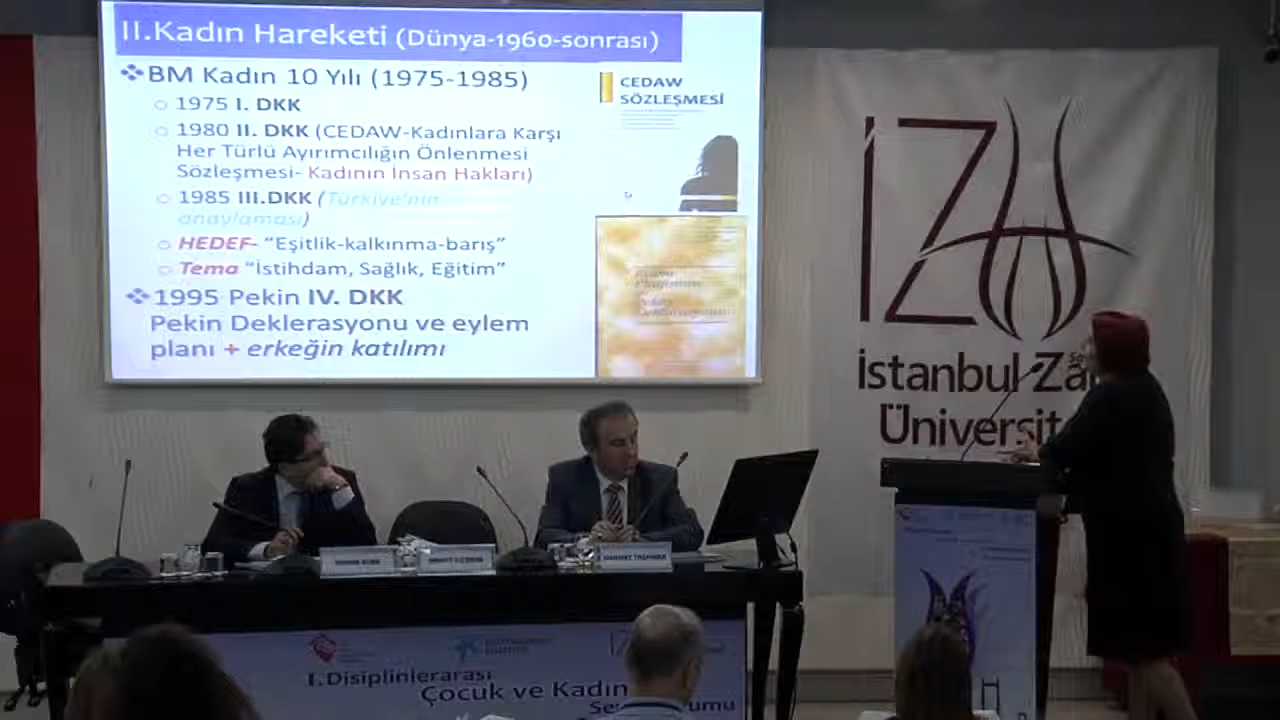 II.Kadın Hareketi (Dünya-1960-sonrası)
BM Kadın 10 Yılı (1975-1985)
1975 I. DKK
1980 II. DKK (CEDAW-Kadınlara Karşı
Her Türlü Ayırımcılığın Önlenmesi
Sözleşmesi- Kadının İnsan Hakları)
1985 III.DKK (Türkiye'nin
onaylaması)
HEDEF- “Eşitlik-kalkınma-barış”
Tema “İstihdam, Sağlık, Eğitim”
1995 Pekin IV. DKK
Pekin Deklerasyonu ve eylem
planı + erkeğin katılımı
CEDAW
SÖZLEŞMESİ
İZÜ
İstanbul
I.Disiplinlerarası
Çocuk ve Kadın